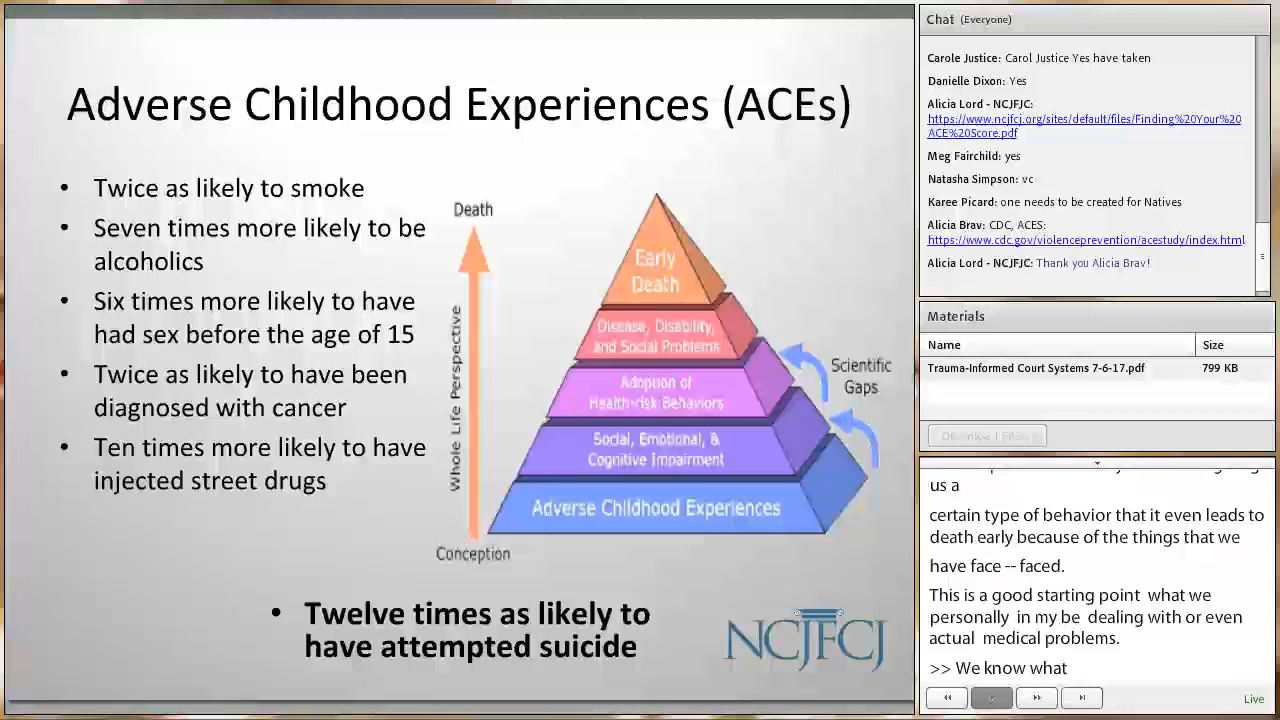 Adverse Childhood Experiences (ACEs)
• Twice as likely to smoke
• Seven times more likely to be
alcoholics
• Six times more likely to have
had sex before the age of 15
• Twice as likely to have been
diagnosed with cancer
• Ten times more likely to have
injected street drugs
Death
Whole Life Perspective
Conception
Early
Death
Disease, Disability,
and Social Problems
Adoption of
Health-risk Behaviors
Social, Emotional, &
Cognitive Impairment
Adverse Childhood Experiences
Scientific
Gaps
• Twelve times as likely to
have attempted suicide
NCJFCJ
Chat (Everyone)
Carole Justice: Carol Justice Yes have taken
Danielle Dixon: Yes
Alicia Lord - NCJFJC:
https://www.ncjfcj.org/sites/default/files/Finding%20Your%20
ACE%20Score.pdf
Meg Fairchild: yes
Natasha Simpson: vc
Karee Picard: one needs to be created for Natives
Alicia Brav: CDC, ACES:
https://www.cdc.gov/violenceprevention/acestudy/index.html
Alicia Lord - NCJFJC: Thank you Alicia Brav!
Materials
Name Size
Trauma-Informed Court Systems 7-6-17.pdf 799 KB
us a
certain type of behavior that it even leads to
death early because of the things that we
have face -- faced.
This is a good starting point what we
personally in my be dealing with or even
actual medical problems.
>> We know what
Live